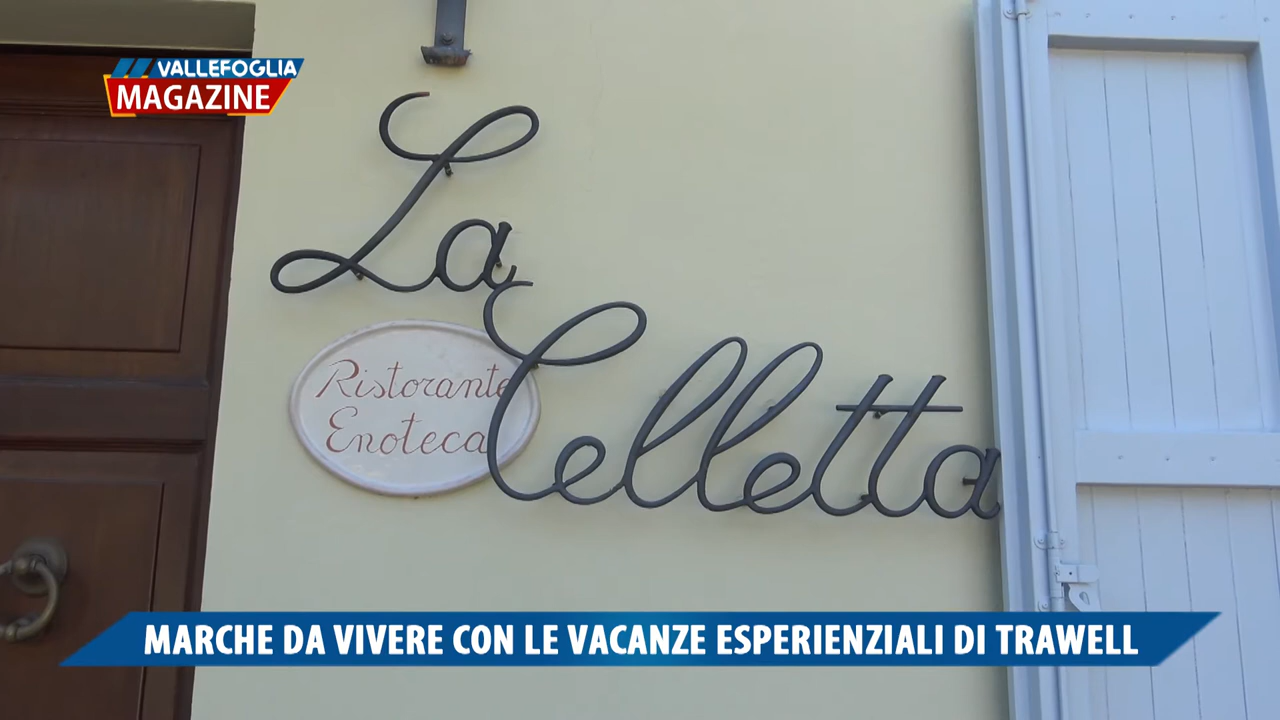 VALLEFOGLIA
MAGAZINE
La
Celletta
Ristorante
Enoteca
MARCHE DA VIVERE CON LE VACANZE ESPERIENZIALI DI TRAWELL